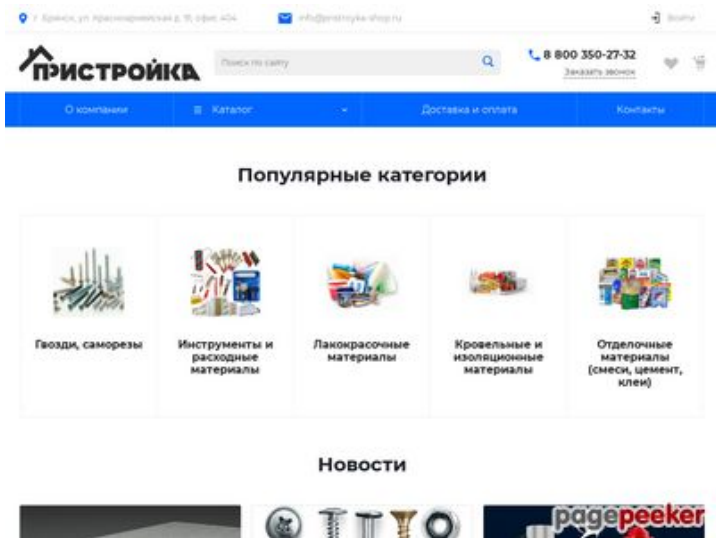 г. Брянск, ул. Красноармейская д. 91, офис 404
info@pristroyka-shop.ru
Войти
ПРИСТРОЙКА
Поиск по сайту
8 800 350-27-32
Заказать звонок
О компании
Каталог
Доставка и оплата
Контакты
Популярные категории
Гвозди, саморезы
Инструменты и
расходные
материалы
Лакокрасочные
материалы
Кровельные и
изоляционные
материалы
Отделочные
материалы
(смеси, цемент,
клеи)
Новости
pagepeeker